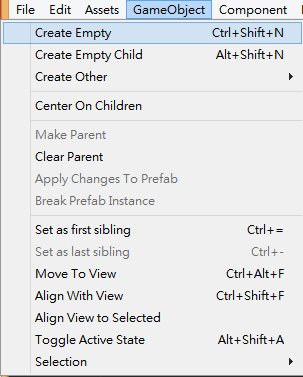 File Edit Assets GameObject Component
Create Empty Ctrl+Shift+N
Create Empty Child Alt+Shift+N
Create Other
Center On Children
Make Parent
Clear Parent
Apply Changes To Prefab
Break Prefab Instance
Set as first sibling Ctrl+=
Set as last sibling Ctrl+-
Move To View Ctrl+Alt+F
Align With View Ctrl+Shift+F
Align View to Selected
Toggle Active State Alt+Shift+A
Selection